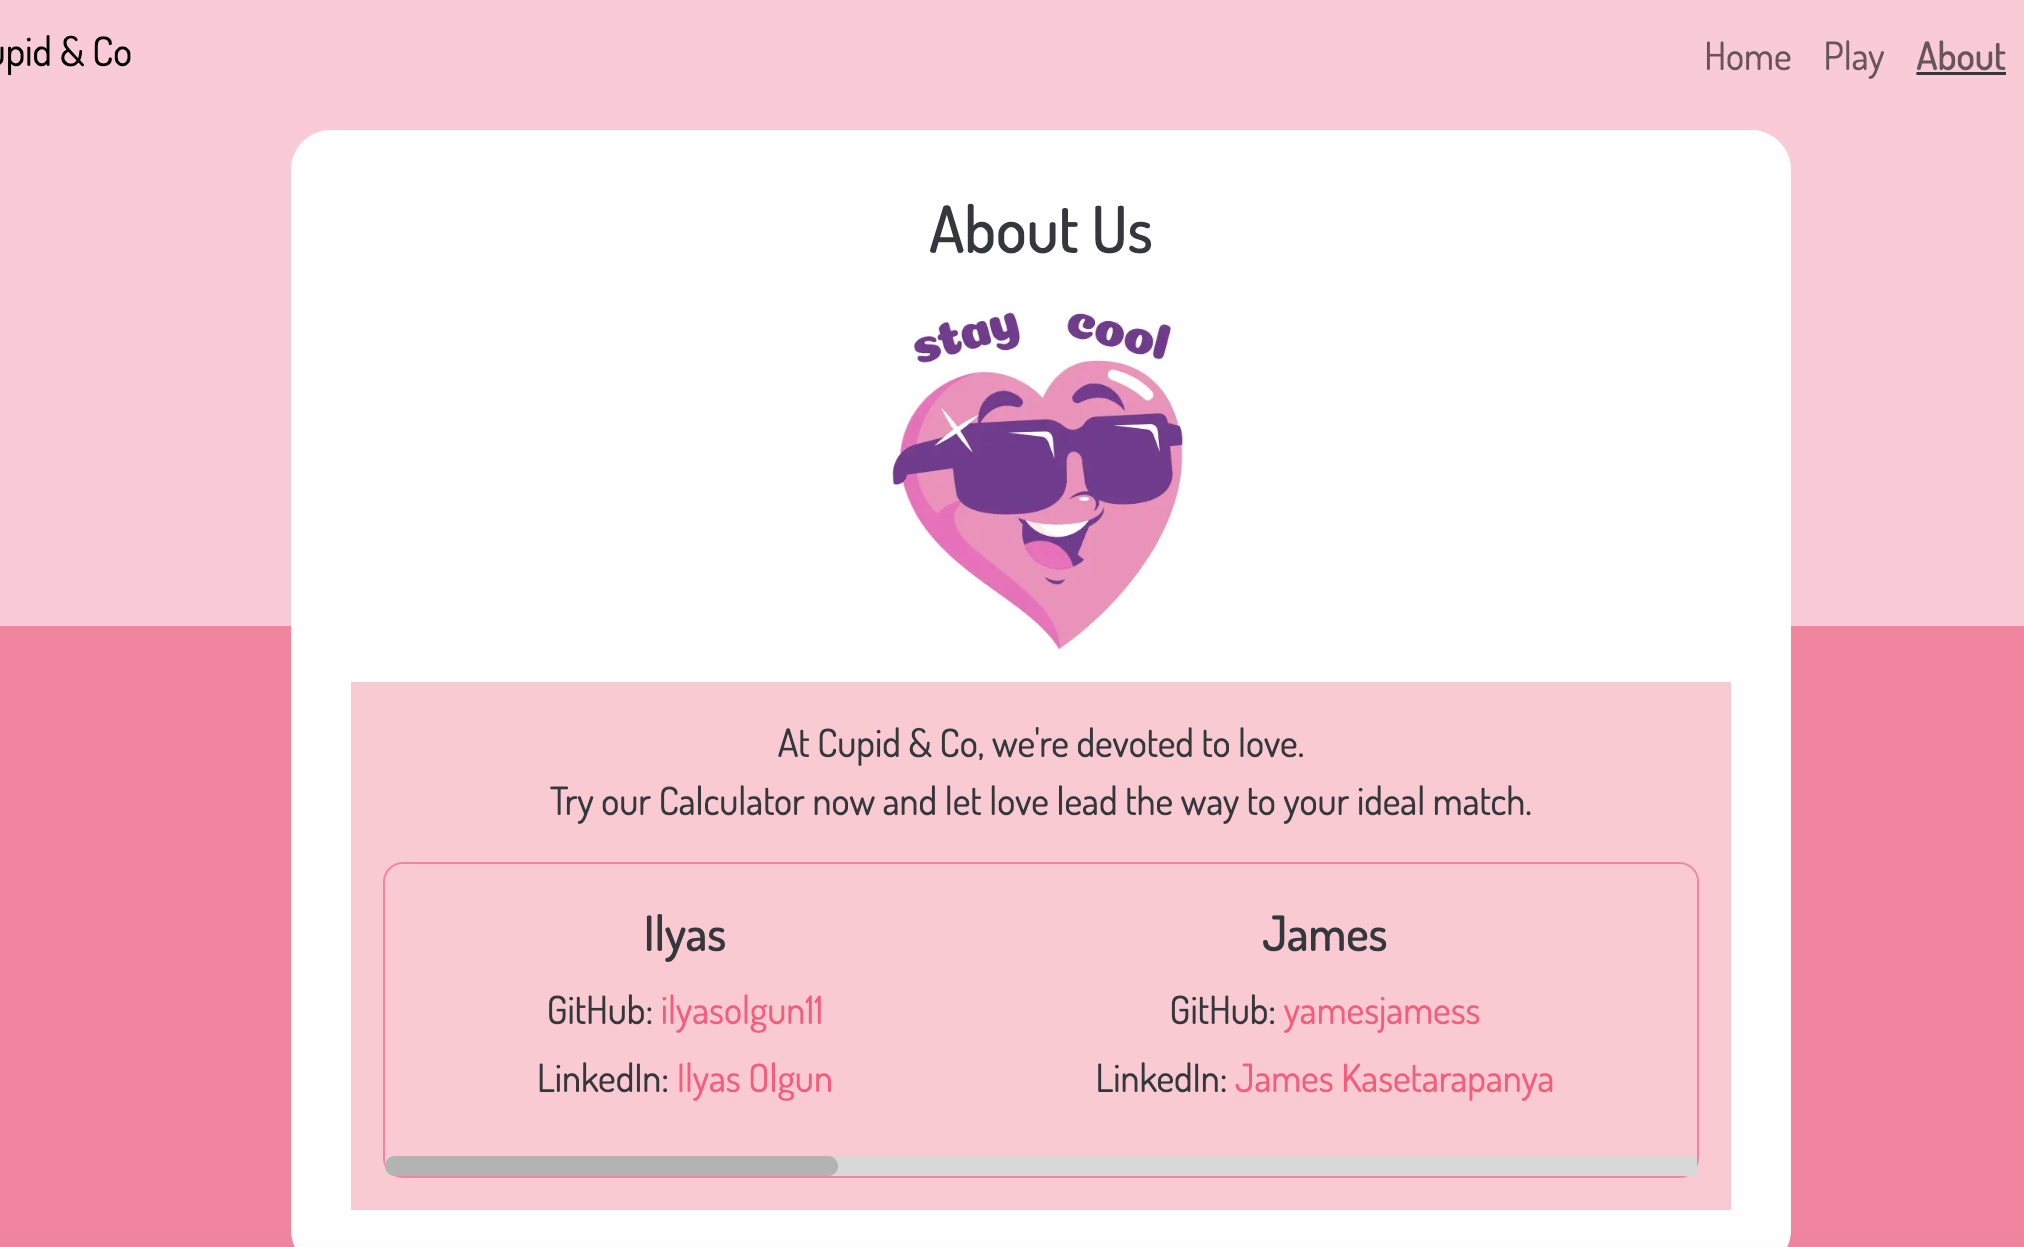 upid & Co
Home Play About
About Us
stay cool
At Cupid & Co, we're devoted to love.
Try our Calculator now and let love lead the way to your ideal match.
Ilyas
GitHub: ilyasolgun11
LinkedIn: Ilyas Olgun
James
GitHub: yamesjamess
LinkedIn: James Kasetarapanya